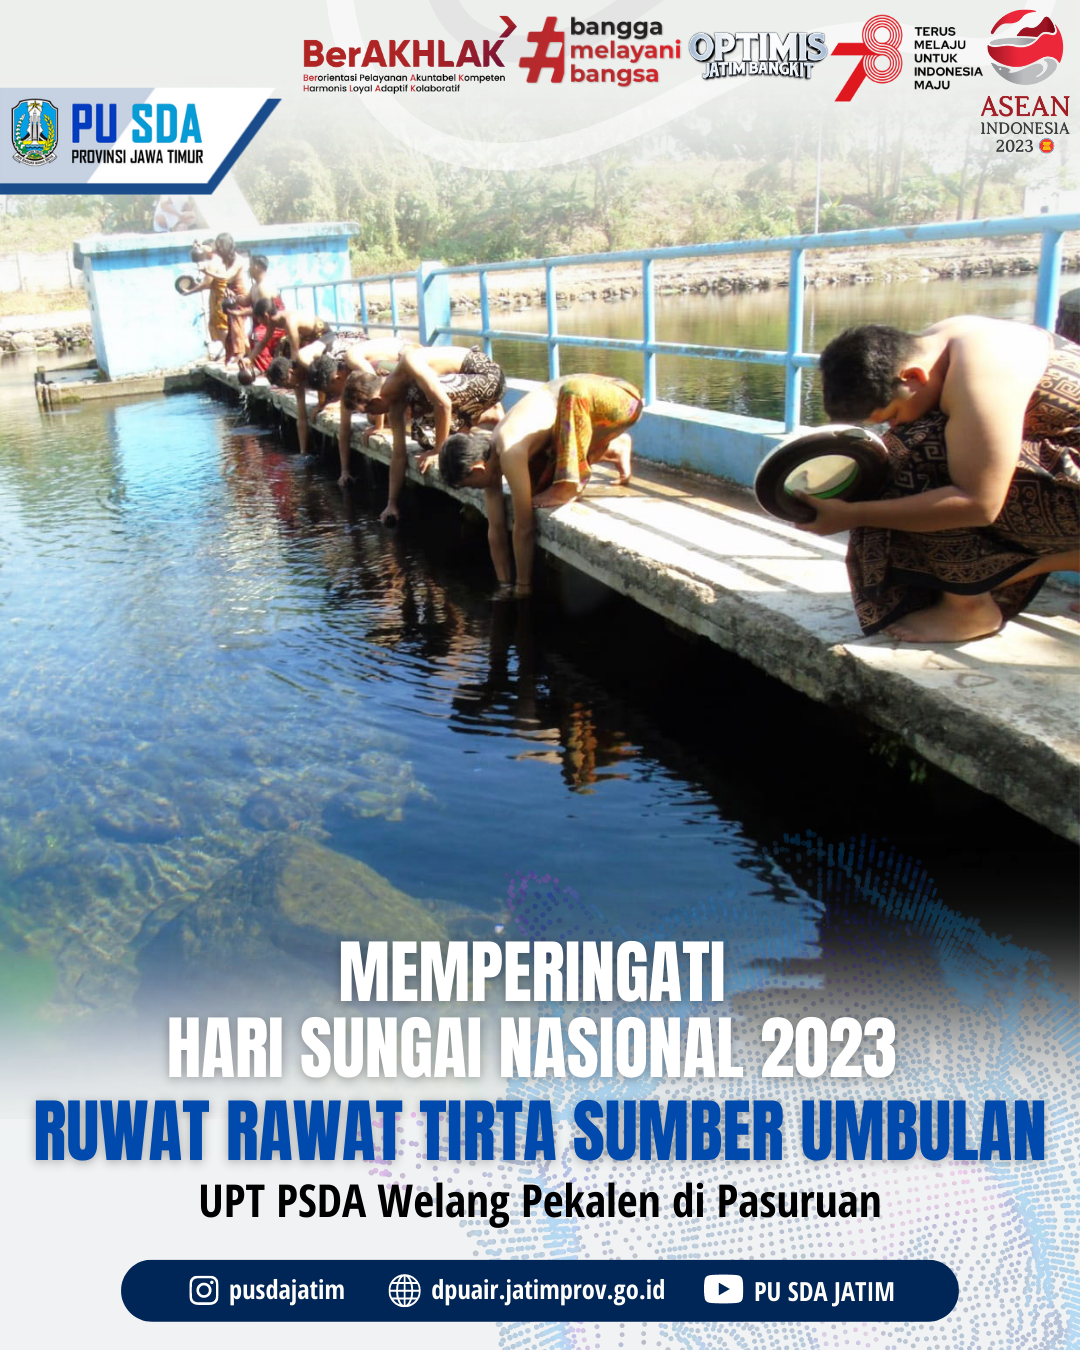 BerAKHLAK
Berorientasi Pelayanan Akuntabel Kompeten
Harmonis Loyal Adaptif Kolaboratif
#bangga
melayani
bangsa
OPTIMIS
JATIM BANGKIT
78
TERUS
MELAJU
UNTUK
INDONESIA
MAJU
ASEAN
INDONESIA
2023
PU SDA
PROVINSI JAWA TIMUR
MEMPERINGATI
HARI SUNGAI NASIONAL 2023
RUWAT RAWAT TIRTA SUMBER UMBULAN
UPT PSDA Welang Pekalen di Pasuruan
pusdajatim
dpuair.jatimprov.go.id
PU SDA JATIM